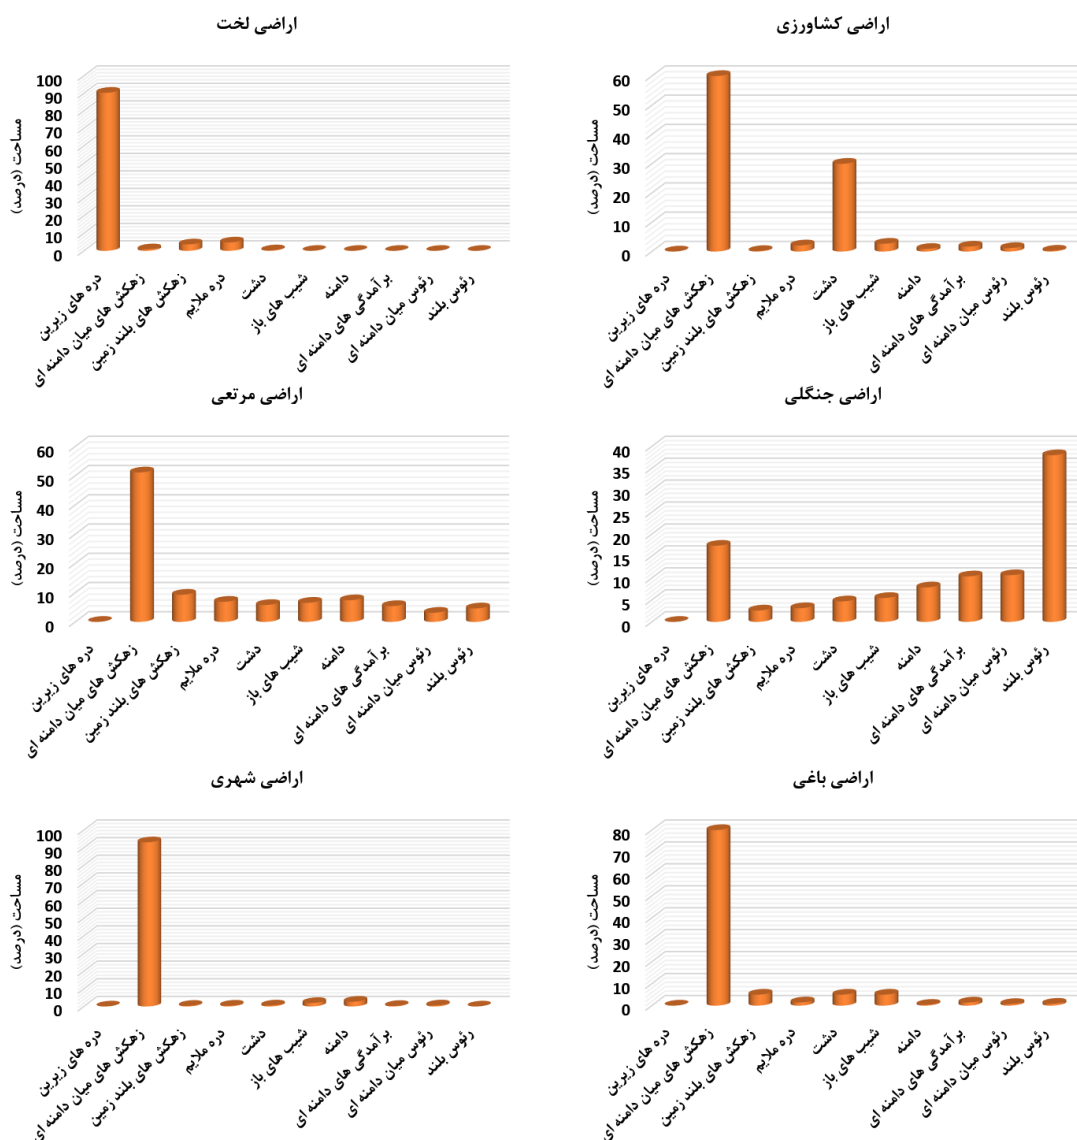 اراضی کشاورزی
مساحت (درصد)
60
50
40
30
20
10
0
دره های زیرین
زهکش های میان دامنه ای
زهکش های بلند زمین
دره ملایم
دشت
شیب های باز
دامنه
برآمدگی های دامنه ای
رئوس میان دامنه ای
رئوس بلند
اراضی لخت
مساحت (درصد)
100
90
80
70
60
50
40
30
20
10
0
دره های زیرین
زهکش های میان دامنه ای
زهکش های بلند زمین
دره ملایم
دشت
شیب های باز
دامنه
برآمدگی های دامنه ای
رئوس میان دامنه ای
رئوس بلند
اراضی جنگلی
مساحت (درصد)
40
35
30
25
20
15
10
5
0
دره های زیرین
زهکش های میان دامنه ای
زهکش های بلند زمین
دره ملایم
دشت
شیب های باز
دامنه
برآمدگی های دامنه ای
رئوس میان دامنه ای
رئوس بلند
اراضی مرتعی
مساحت (درصد)
60
50
40
30
20
10
0
دره های زیرین
زهکش های میان دامنه ای
زهکش های بلند زمین
دره ملایم
دشت
شیب های باز
دامنه
برآمدگی های دامنه ای
رئوس میان دامنه ای
رئوس بلند
اراضی باغی
مساحت (درصد)
80
70
60
50
40
30
20
10
0
دره های زیرین
زهکش های میان دامنه ای
زهکش های بلند زمین
دره ملایم
دشت
شیب های باز
دامنه
برآمدگی های دامنه ای
رئوس میان دامنه ای
رئوس بلند
اراضی شهری
مساحت (درصد)
100
90
80
70
60
50
40
30
20
10
0
دره های زیرین
زهکش های میان دامنه ای
زهکش های بلند زمین
دره ملایم
دشت
شیب های باز
دامنه
برآمدگی های دامنه ای
رئوس میان دامنه ای
رئوس بلند